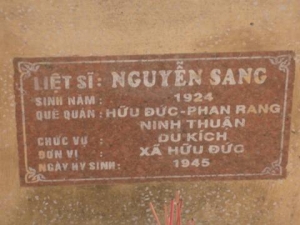 LIỆT SĨ: NGUYỄN SANG
SINH NĂM : 1924
QUÊ QUÁN: HỮU ĐỨC-PHAN RANG
NINH THUẬN
CHỨC VỤ : DU KÍCH
ĐƠN VỊ : XÃ HỮU ĐỨC
NGÀY HY SINH: 1945